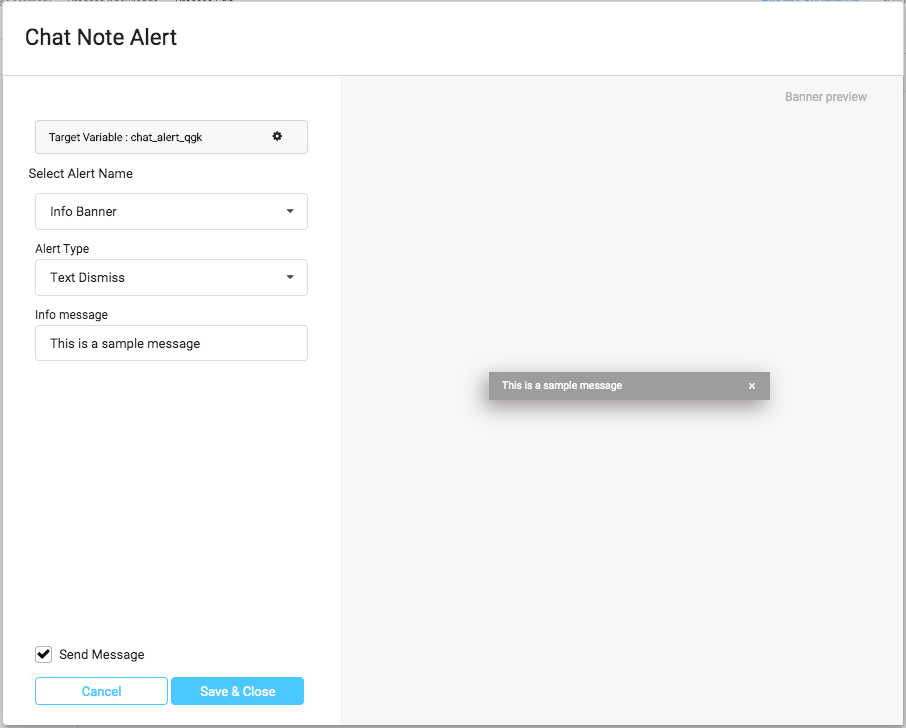 Chat Note Alert
Banner preview
Target Variable : chat_alert_qgk
Select Alert Name
Info Banner
Alert Type
Text Dismiss
Info message
This is a sample message
This is a sample message ×
Send Message
Cancel
Save & Close